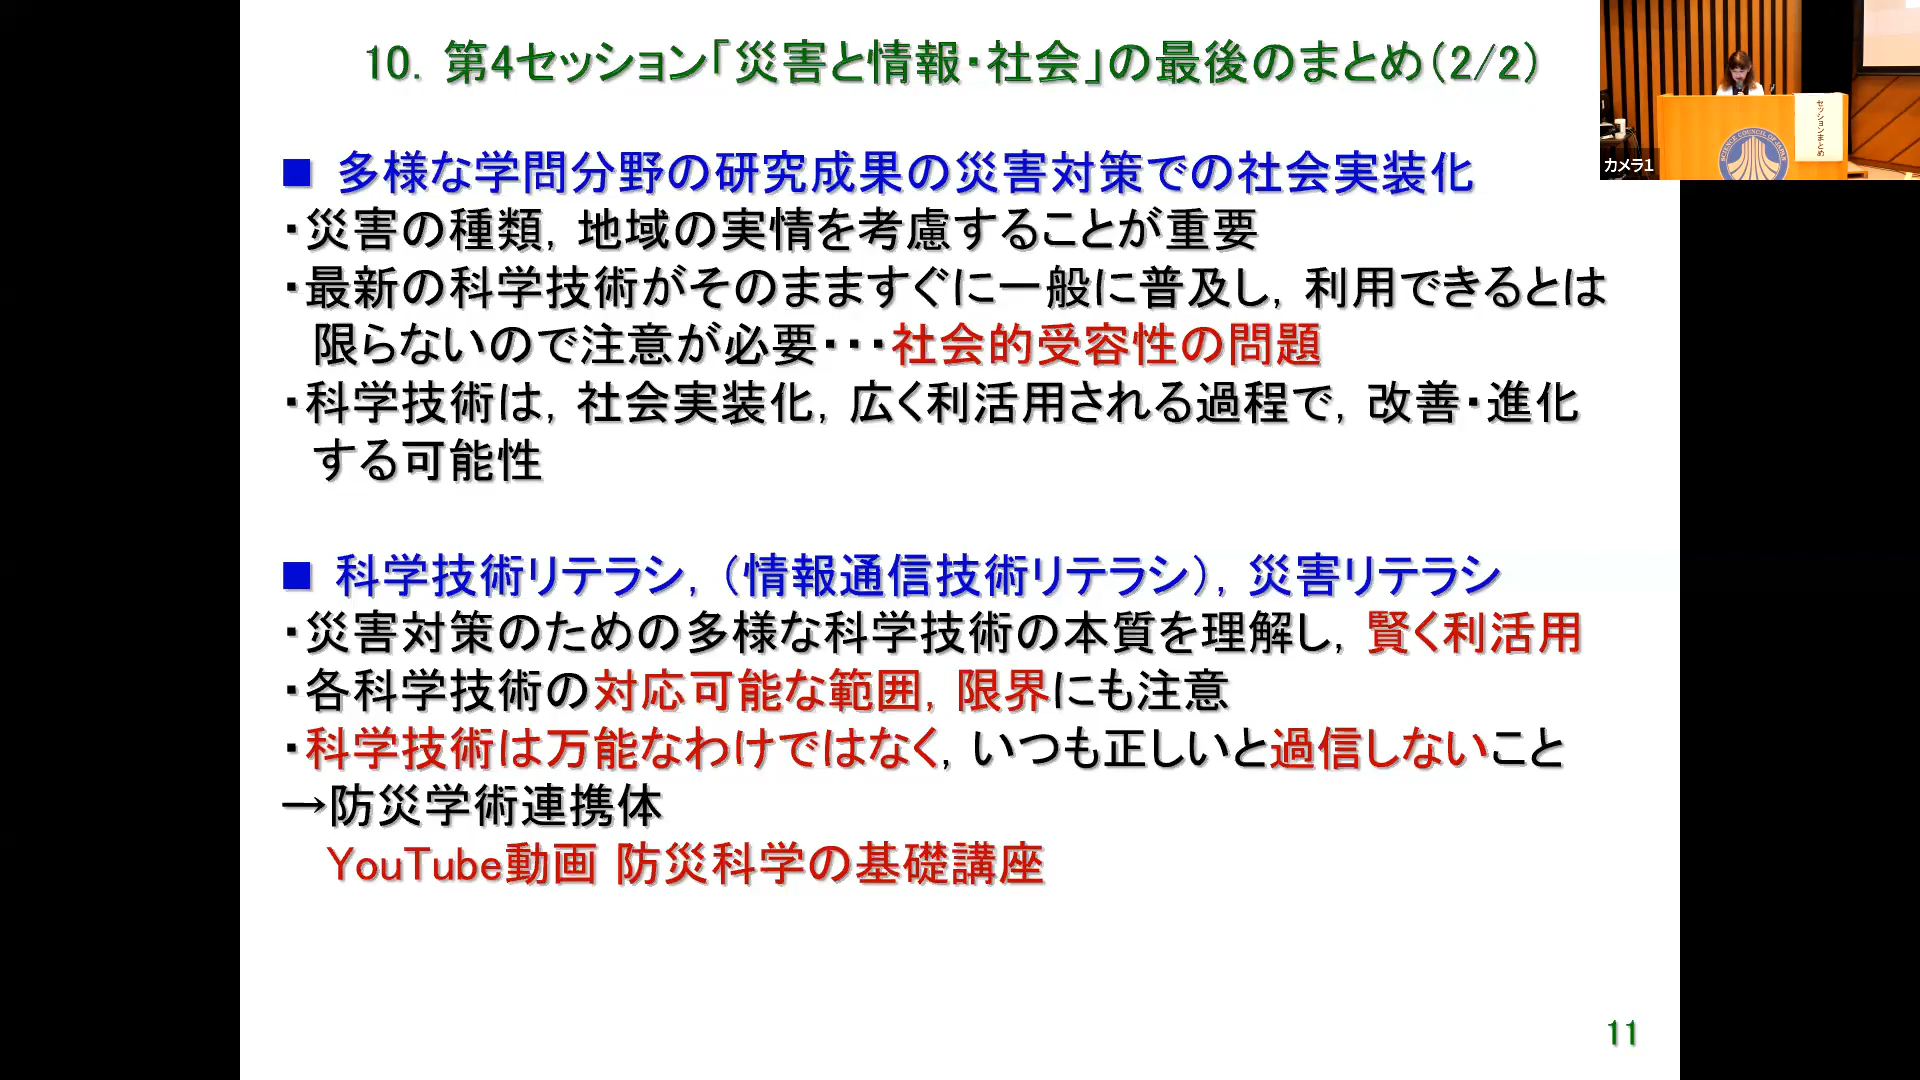 10．第4セッション「災害と情報・社会」の最後のまとめ（2/2）
■ 多様な学問分野の研究成果の災害対策での社会実装化
・災害の種類，地域の実情を考慮することが重要
・最新の科学技術がそのまますぐに一般に普及し，利用できるとは
限らないので注意が必要・・・社会的受容性の問題
・科学技術は，社会実装化，広く利活用される過程で，改善・進化
する可能性
■ 科学技術リテラシ，（情報通信技術リテラシ），災害リテラシ
・災害対策のための多様な科学技術の本質を理解し，賢く利活用
・各科学技術の対応可能な範囲，限界にも注意
・科学技術は万能なわけではなく，いつも正しいと過信しないこと
→防災学術連携体
YouTube動画 防災科学の基礎講座
11
カメラ1
セッションまとめ
SCIENCE COUNCIL OF JAPAN